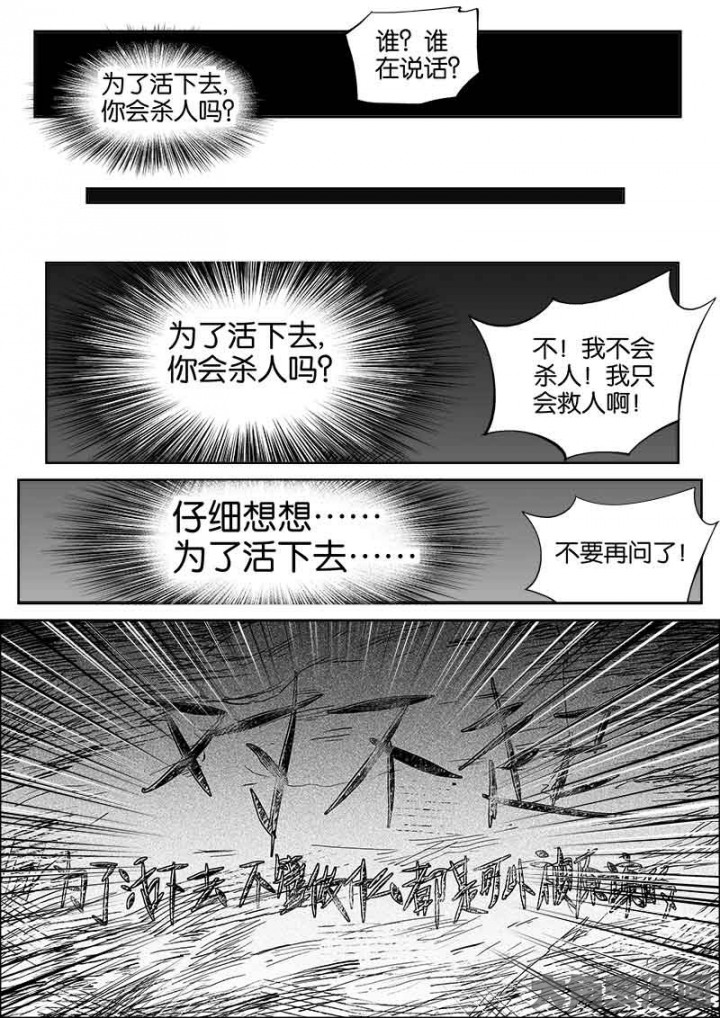 谁？谁
在说话？
为了活下去，
你会杀人吗？
为了活下去，
你会杀人吗？
不！我不会
杀人！我只
会救人啊！
仔细想想……
为了活下去……
不要再问了！
对不起
为了活下去不管做什么都是可以被原谅的